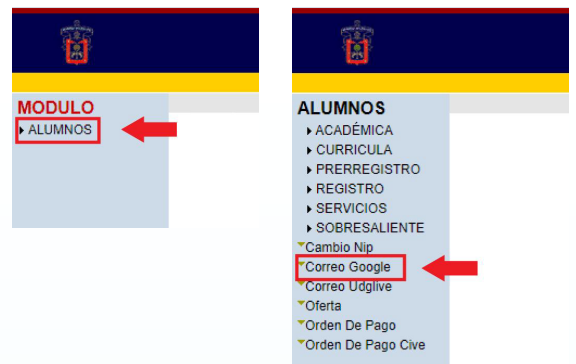 MODULO
ALUMNOS
ALUMNOS
ACADÉMICA
CURRICULA
PRERREGISTRO
REGISTRO
SERVICIOS
SOBRESALIENTE
Cambio Nip
Correo Google
Correo Udglive
Oferta
Orden De Pago
Orden De Pago Cive